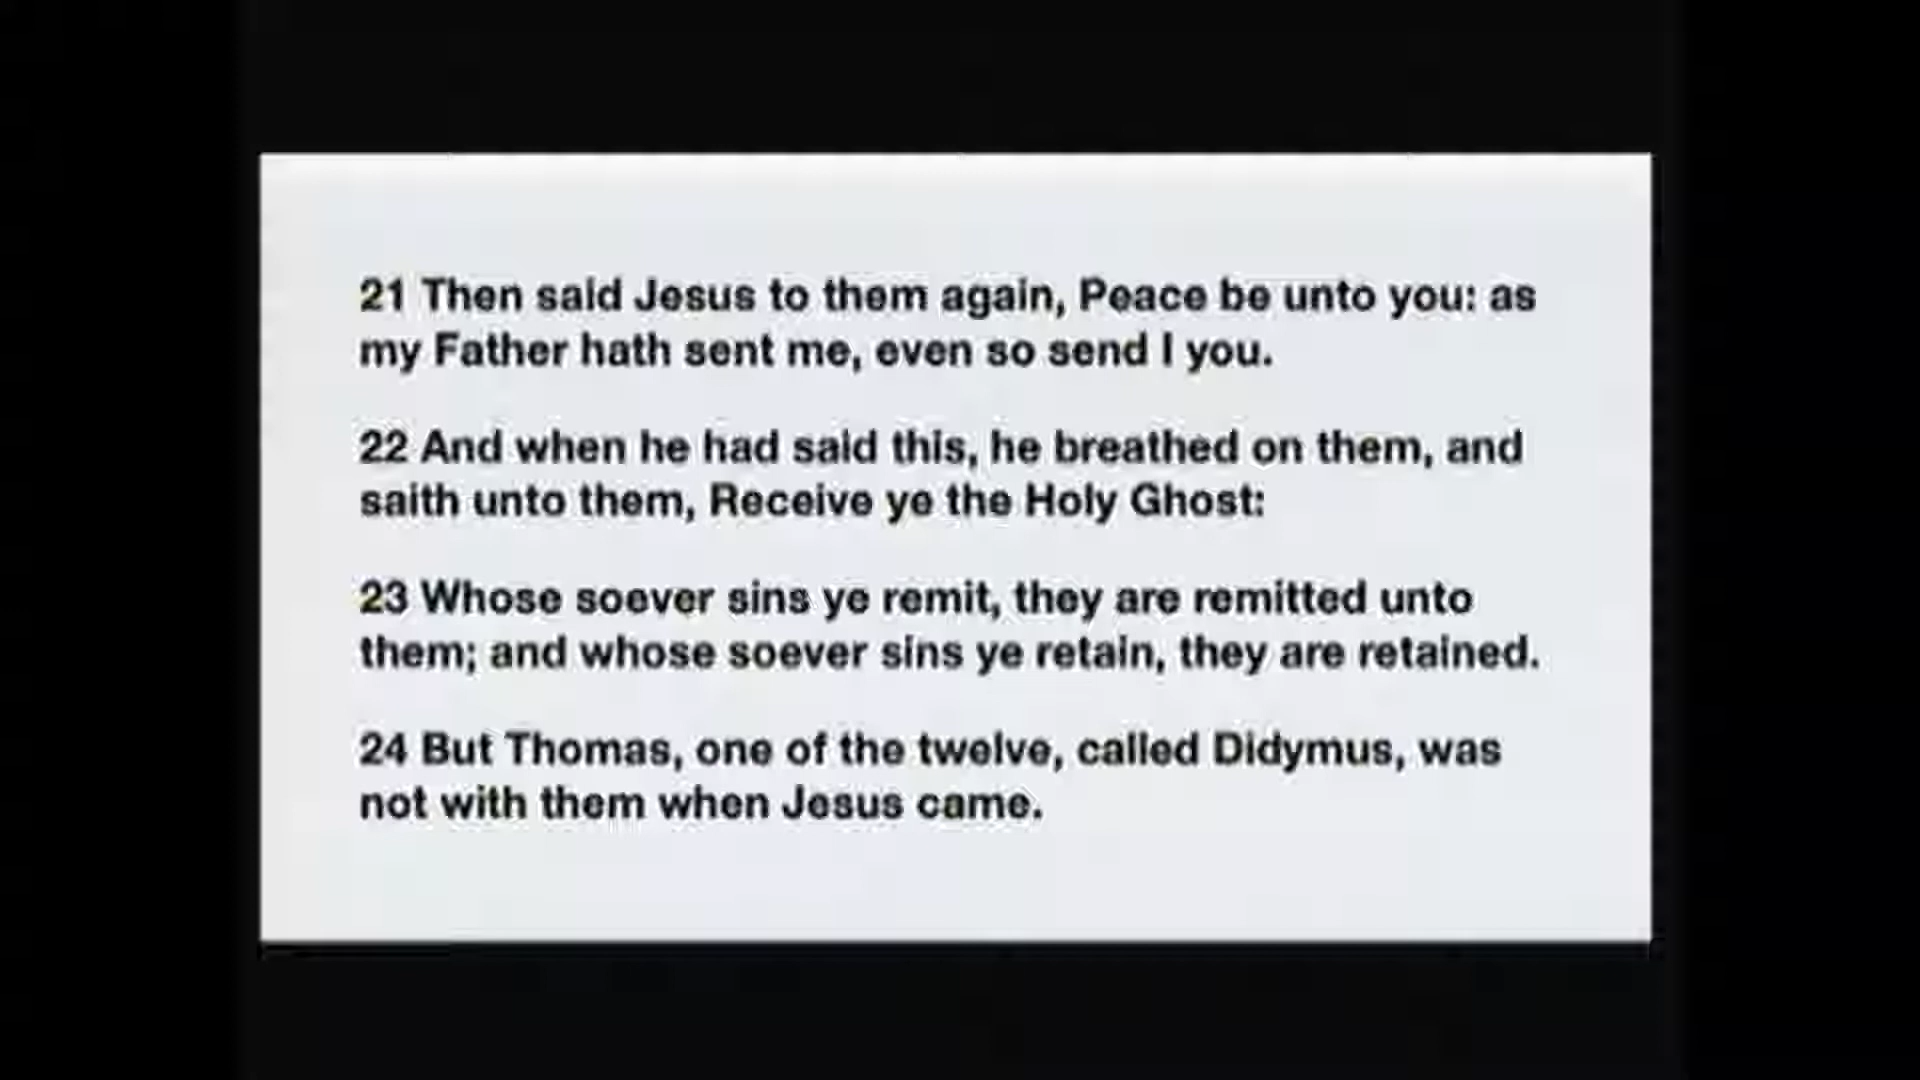 21 Then said Jesus to them again, Peace be unto you: as
my Father hath sent me, even so send I you.
22 And when he had said this, he breathed on them, and
saith unto them, Receive ye the Holy Ghost:
23 Whose soever sins ye remit, they are remitted unto
them; and whose soever sins ye retain, they are retained.
24 But Thomas, one of the twelve, called Didymus, was
not with them when Jesus came.